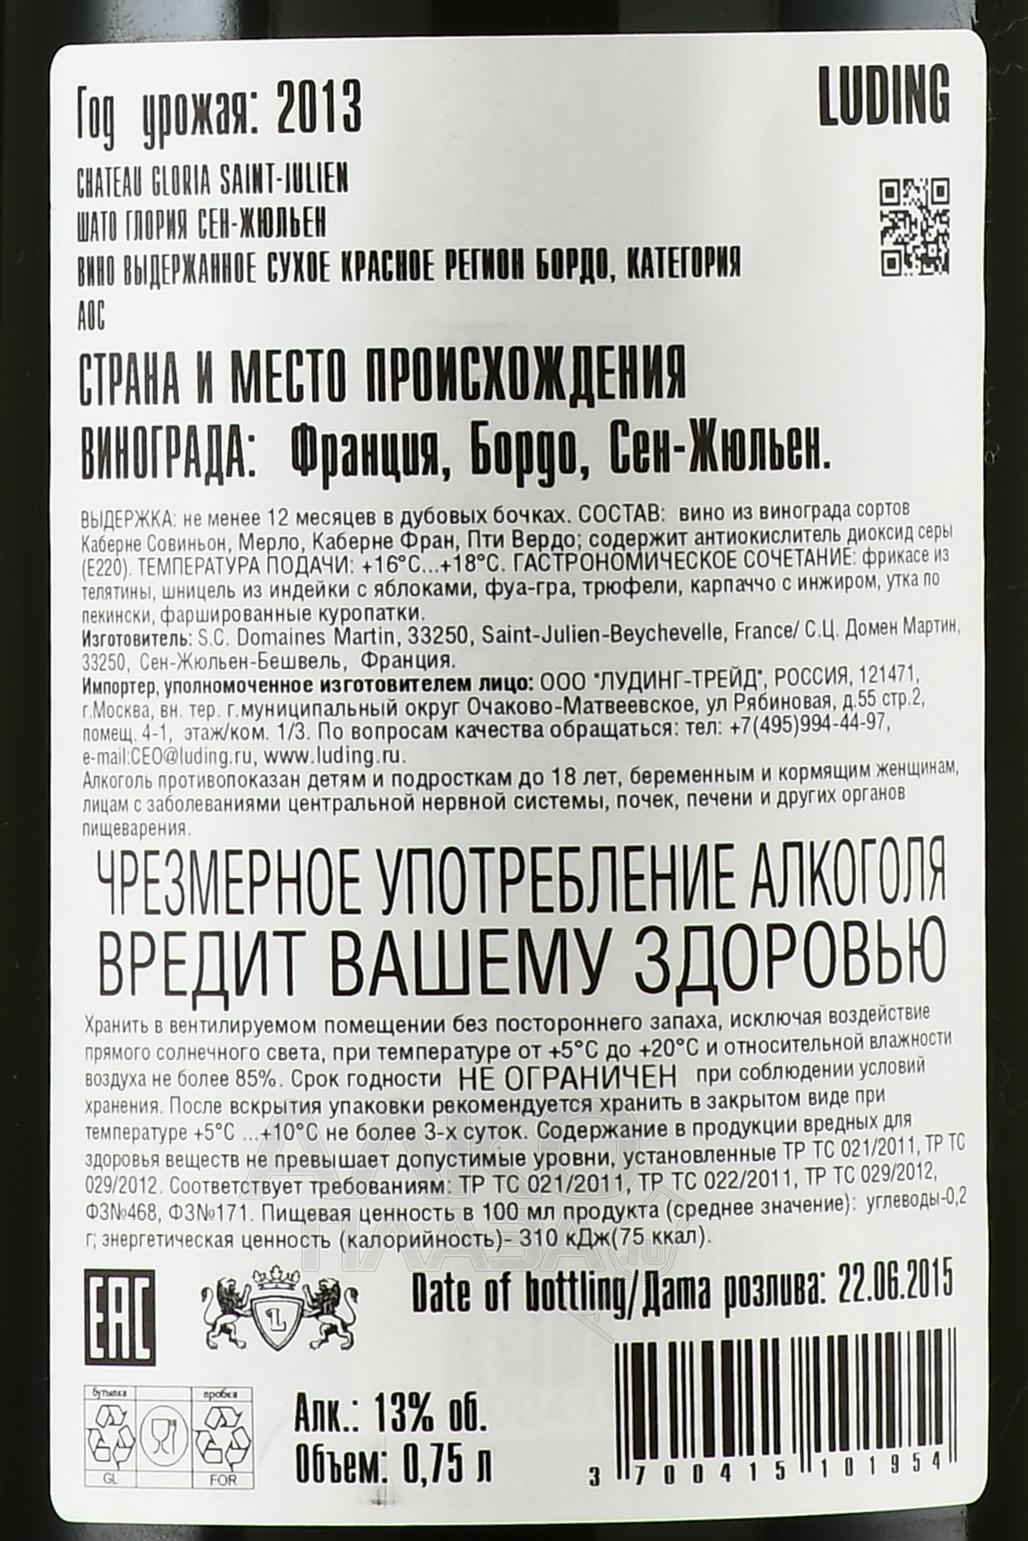 Год урожая: 2013
LUDING
CHATEAU GLORIA SAINT-JULIEN
ШАТО ГЛОРИЯ СЕН-ЖЮЛЬЕН
ВИНО ВЫДЕРЖАННОЕ СУХОЕ КРАСНОЕ РЕГИОН БОРДО, КАТЕГОРИЯ
AOC
СТРАНА И МЕСТО ПРОИСХОЖДЕНИЯ
ВИНОГРАДА: Франция, Бордо, Сен-Жюльен.
ВЫДЕРЖКА: не менее 12 месяцев в дубовых бочках. СОСТАВ: вино из винограда сортов
Каберне Совиньон, Мерло, Каберне Фран, Пти Вердо; содержит антиокислитель диоксид серы
(Е220). ТЕМПЕРАТУРА ПОДАЧИ: +16°С...+18°С. ГАСТРОНОМИЧЕСКОЕ СОЧЕТАНИЕ: фрикасе из
телятины, шницель из индейки с яблоками, фуа-гра, трюфели, карпаччо с инжиром, утка по
пекински, фаршированные куропатки.
Изготовитель: S.C. Domaines Martin, 33250, Saint-Julien-Beychevelle, France/ С.Ц. Домен Мартин,
33250, Сен-Жюльен-Бешвель, Франция.
Импортер, уполномоченное изготовителем лицо: ООО "ЛУДИНГ-ТРЕЙД", РОССИЯ, 121471,
г.Москва, вн. тер. г.муниципальный округ Очаково-Матвеевское, ул Рябиновая, д.55 стр.2,
помещ. 4-1, этаж/ком. 1/3. По вопросам качества обращаться: тел: +7(495)994-44-97,
e-mail:CEO@luding.ru, www.luding.ru.
Алкоголь противопоказан детям и подросткам до 18 лет, беременным и кормящим женщинам,
лицам с заболеваниями центральной нервной системы, почек, печени и других органов
пищеварения.
ЧРЕЗМЕРНОЕ УПОТРЕБЛЕНИЕ АЛКОГОЛЯ
ВРЕДИТ ВАШЕМУ ЗДОРОВЬЮ
Хранить в вентилируемом помещении без постороннего запаха, исключая воздействие
прямого солнечного света, при температуре от +5°С до +20°С и относительной влажности
воздуха не более 85%. Срок годности НЕ ОГРАНИЧЕН при соблюдении условий
хранения. После вскрытия упаковки рекомендуется хранить в закрытом виде при
температуре +5°С ...+10°С не более 3-х суток. Содержание в продукции вредных для
здоровья веществ не превышает допустимые уровни, установленные ТР ТС 021/2011, ТР ТС
029/2012. Соответствует требованиям: ТР ТС 021/2011, ТР ТС 022/2011, ТР ТС 029/2012,
ФЗ№468, ФЗ№171. Пищевая ценность в 100 мл продукта (среднее значение): углеводы-0,2
г; энергетическая ценность (калорийность)- 310 кДж(75 ккал).
АЛКО
ПЛАЗА.ru
EAC
L
Date of bottling/Дата розлива: 22.06.2015
бутылка
пробка
GL
FOR
Алк.: 13% об.
Объем: 0,75 л
3 700415 101954